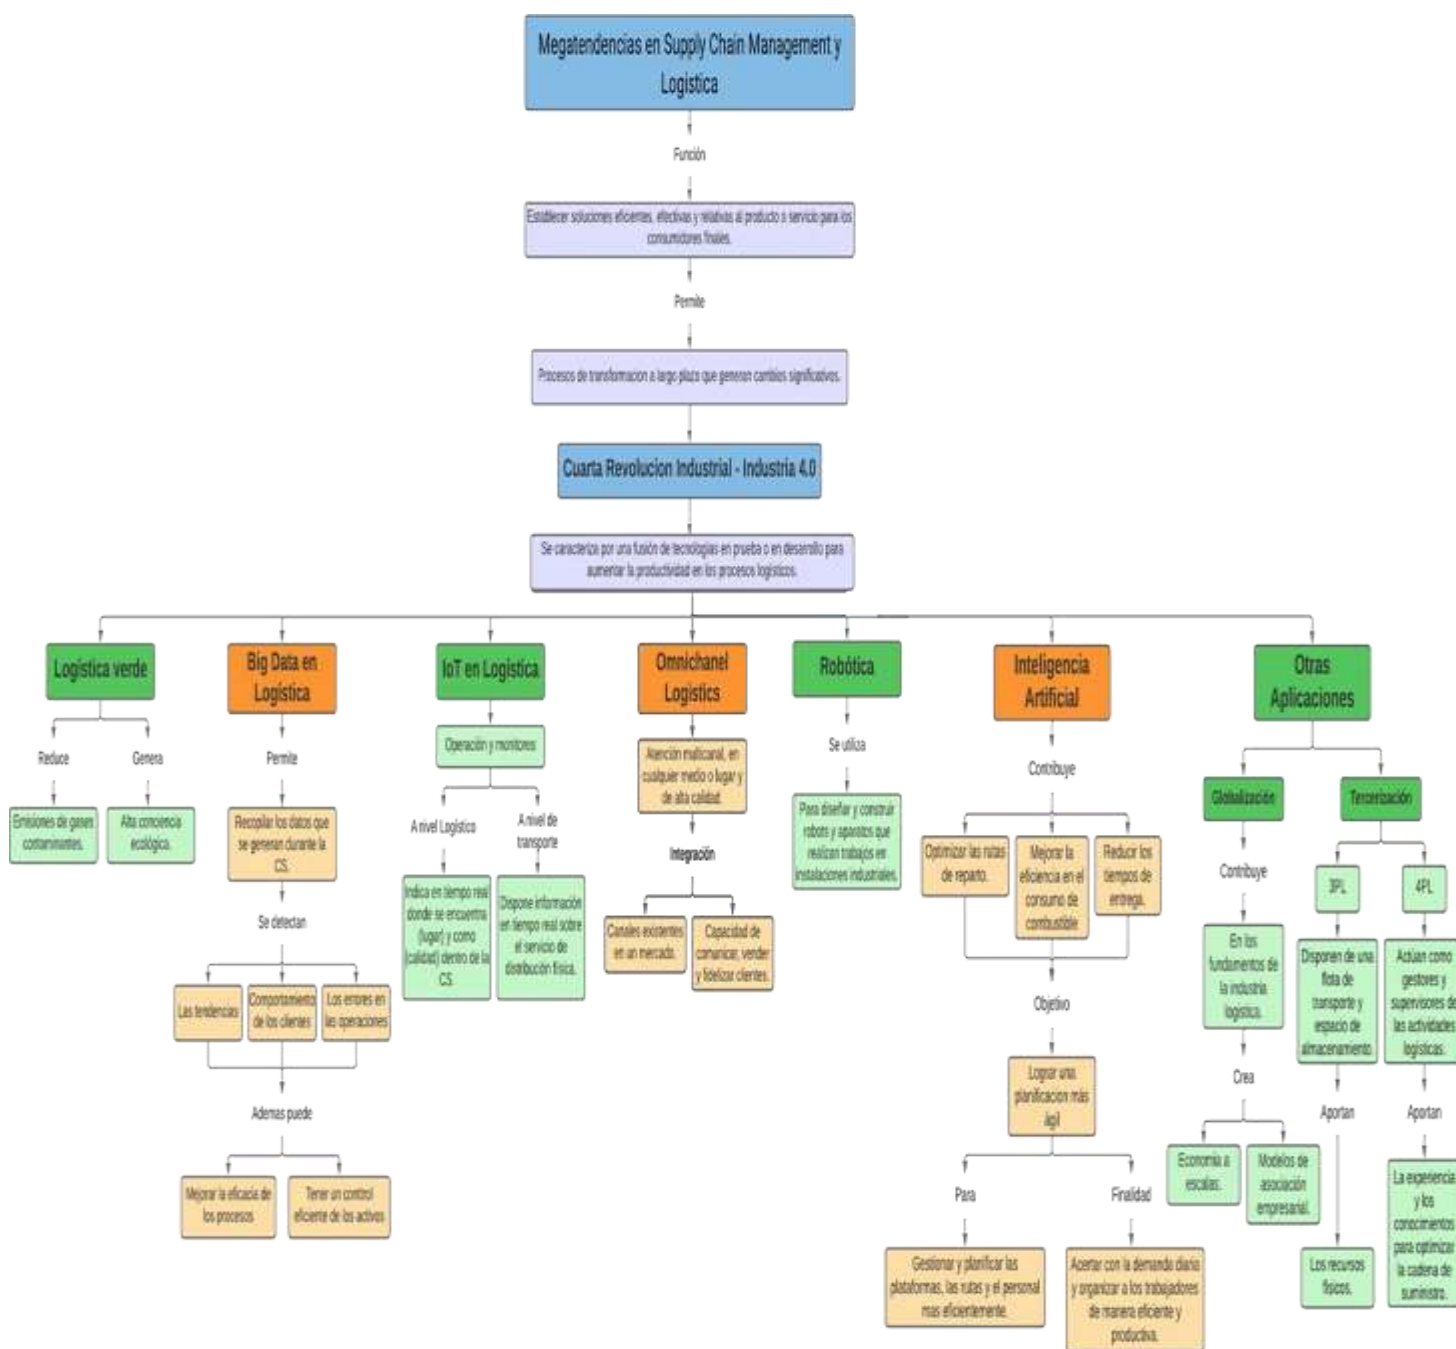 Megatendencias en Supply Chain Management y
Logística
Función
Establecer soluciones eficientes, efectivas y relativas al producto o servicio para los
consumidores finales.
Permite
Procesos de transformacion a largo plazo que generan cambios significativos.
Cuarta Revolucion Industrial - Industria 4.0
Se caracteriza por una fusión de tecnologías en prueba o en desarrollo para
aumentar la productividad en los procesos logísticos.
Logística verde
Reduce
Genera
Emisiones de gases
contaminantes.
Alta conciencia
ecológica.
Big Data en
Logística
Permite
Recopilar los datos que
se generan durante la
CS.
Se detectan
Las tendencias
Comportamiento
de los clientes
Los errores en
las operaciones
Ademas puede
Mejorar la eficacia de
los procesos
Tener un control
eficiente de los activos
IoT en Logística
Operación y monitoreo
A nivel Logístico
A nivel de
transporte
Indica en tiempo real
donde se encuentra
(lugar) y como
(calidad) dentro de la
CS.
Dispone información
en tiempo real sobre
el servicio de
distribución física.
Omnichanel
Logistics
Atención multicanal, en
cualquier medio o lugar y
de alta calidad.
Integración
Canales existentes
en un mercado.
Capacidad de
comunicar, vender
y fidelizar clientes.
Robótica
Se utiliza
Para diseñar y construir
robots y aparatos que
realizan trabajos en
instalaciones industriales.
Inteligencia
Artificial
Contribuye
Optimizar las rutas
de reparto.
Mejorar la
eficiencia en el
consumo de
combustible
Reducir los
tiempos de
entrega.
Objetivo
Lograr una
planificacion más
ágil
Para
Finalidad
Gestionar y planificar las
plataformas, las rutas y el personal
mas eficientemente.
Acertar con la demanda diaria
y organizar a los trabajadores
de manera eficiente y
productiva.
Otras
Aplicaciones
Globalización
Contribuye
En los
fundamentos de
la industria
logística.
Crea
Economía a
escalas.
Modelos de
asociación
empresarial.
Tercerización
3PL
4PL
Disponen de una
flota de
transporte y
espacio de
almacenamiento.
Actúan como
gestores y
supervisores de
las actividades
logísticas.
Aportan
Aportan
Los recursos
físicos.
La experiencia
y los
conocimientos
para optimizar
la cadena de
suministro.